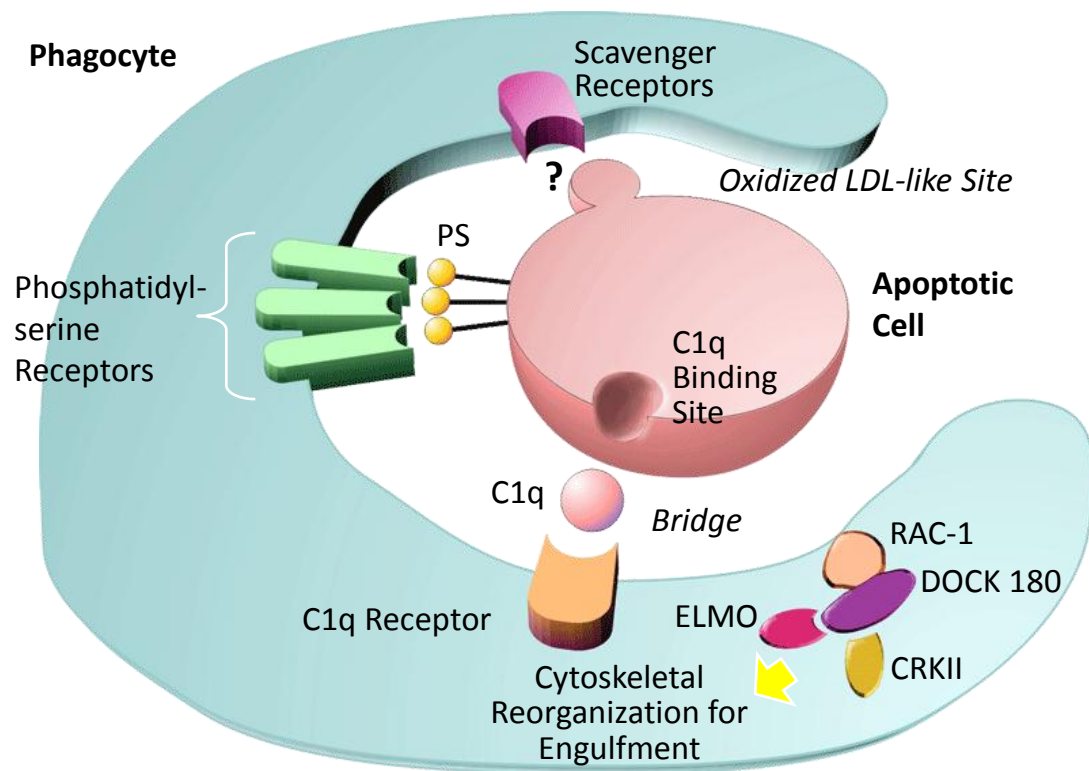 Phagocyte
Scavenger
Receptors
?
Oxidized LDL-like Site
PS
Phosphatidyl-
serine
Receptors
Apoptotic
Cell
C1q
Binding
Site
C1q
Bridge
RAC-1
DOCK 180
C1q Receptor
ELMO
CRKII
Cytoskeletal
Reorganization for
Engulfment